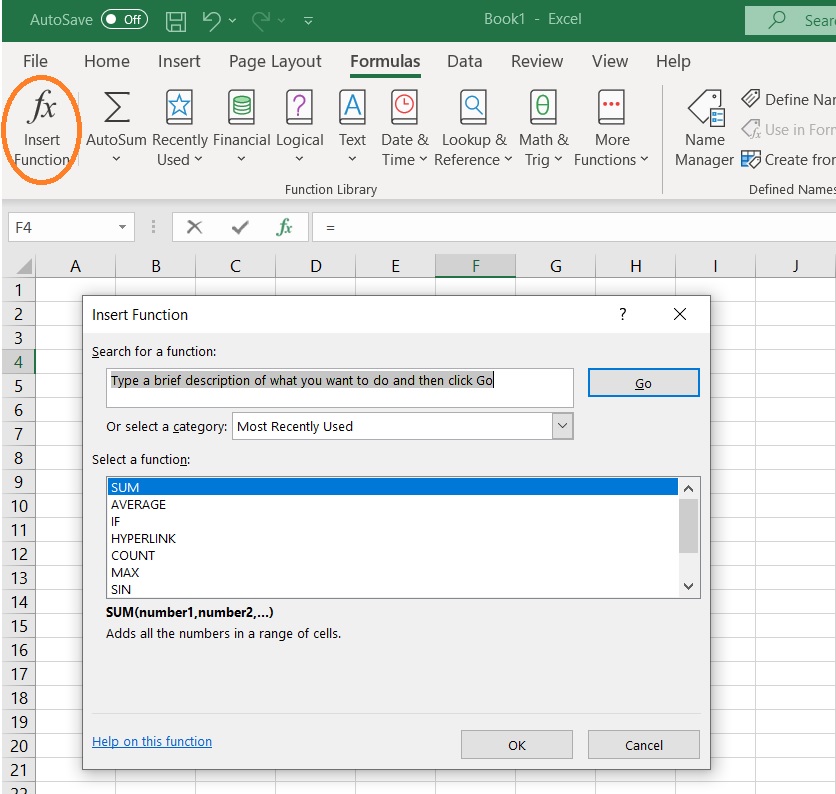 AutoSave Off Book1 - Excel Sear
File Home Insert Page Layout Formulas Data Review View Help
fx
Insert
Function
AutoSum
Recently
Used
Financial
Logical
Text
Date &
Time
Lookup &
Reference
Math &
Trig
More
Functions
Name
Manager
Define Nar
Use in Forr
Create fror
Function Library
Defined Names
F4 fx =
A B C D E F G H I J
1
2
3
4
5
6
7
8
9
10
11
12
13
14
15
16
17
18
19
20
21
22
Insert Function ?
Search for a function:
Type a brief description of what you want to do and then click Go
Go
Or select a category: Most Recently Used
Select a function:
SUM
AVERAGE
IF
HYPERLINK
COUNT
MAX
SIN
SUM(number1,number2,...)
Adds all the numbers in a range of cells.
Help on this function OK Cancel